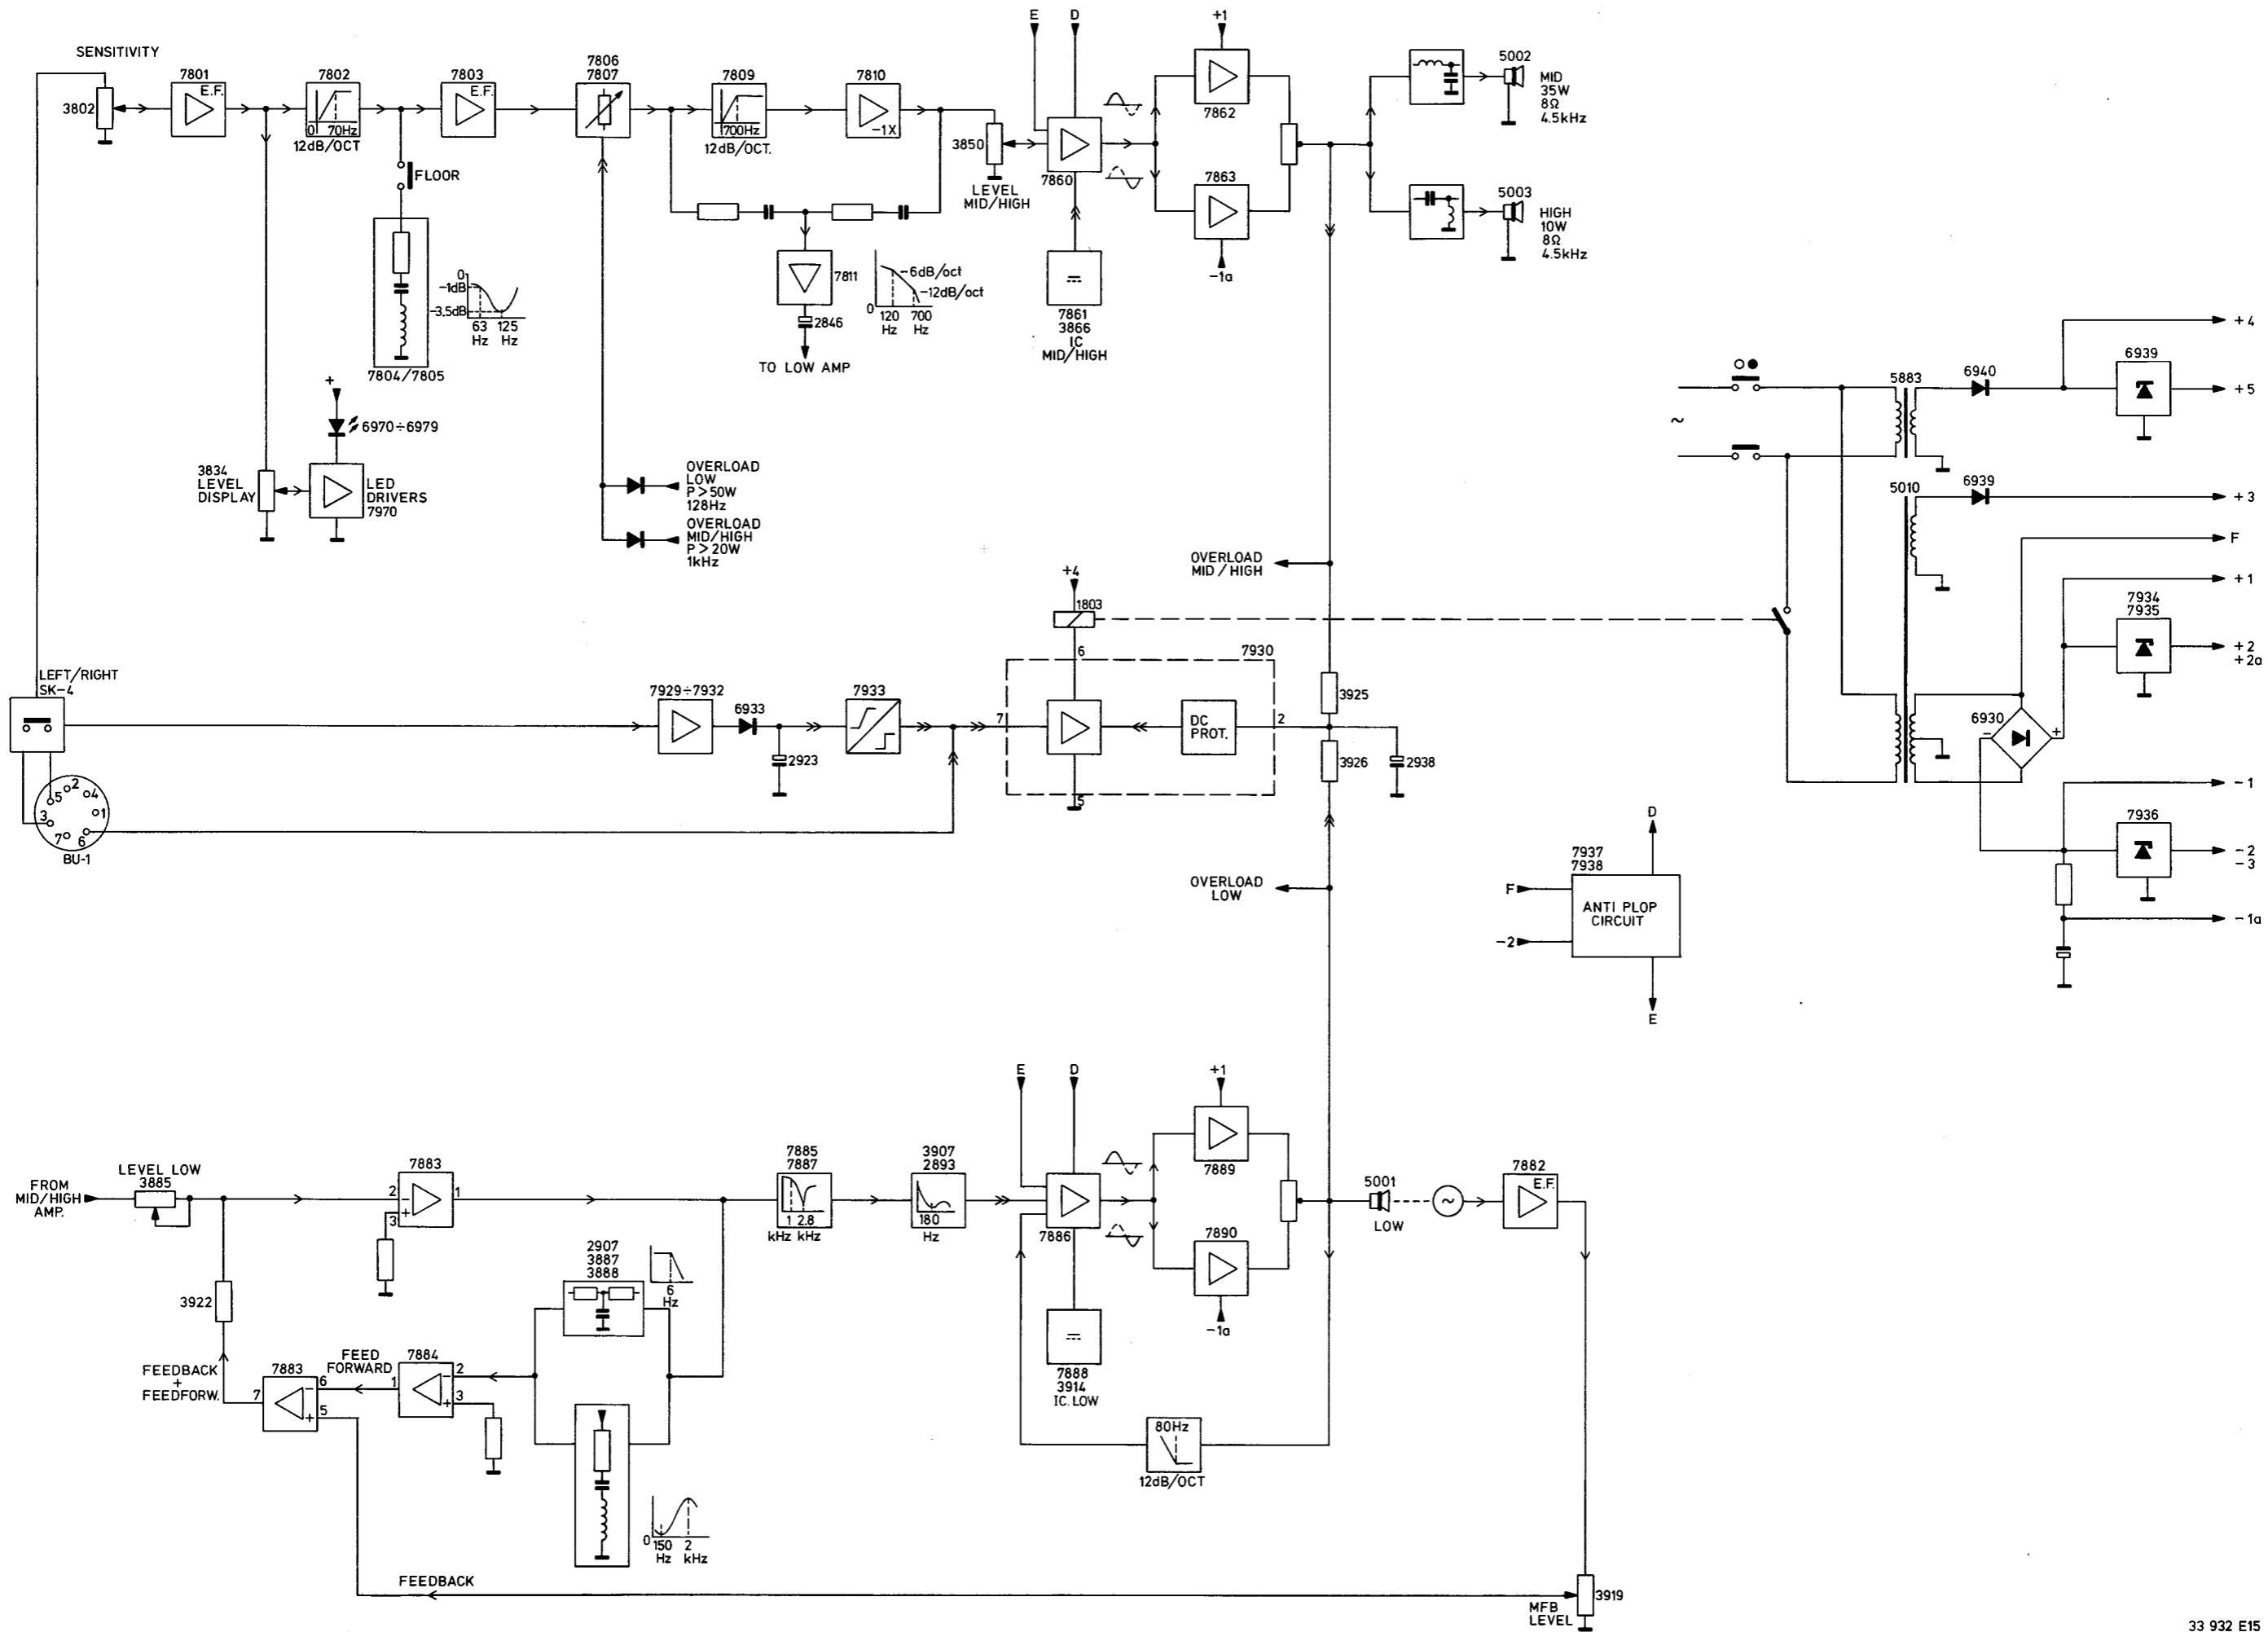 SENSITIVITY
3802
7801
E.F.
7802
0 70Hz
12dB/OCT
7803
E.F.
7806
7807
7809
700Hz
12dB/OCT.
7810
-1X
3850
LEVEL
MID/HIGH
E
D
7860
+1
7862
7863
-1a
5002
MID
35W
8Ω
4.5kHz
5003
HIGH
10W
8Ω
4.5kHz
FLOOR
7804/7805
0
-1dB
-3.5dB
63 125
Hz Hz
7811
2846
TO LOW AMP
-6dB/oct
-12dB/oct
0 120 700
Hz Hz
7861
3866
IC
MID/HIGH
+
6970÷6979
3834
LEVEL
DISPLAY
LED
DRIVERS
7970
OVERLOAD
LOW
P>50W
128Hz
OVERLOAD
MID/HIGH
P>20W
1kHz
~
5883
6940
6939
+4
+5
5010
6939
+3
F
+1
7934
7935
+2
+2a
6930
-
+
-1
7936
-2
-3
-1a
OVERLOAD
MID/HIGH
+4
1803
6
7930
7
5
2
DC
PROT.
3925
3926
2938
LEFT/RIGHT
SK-4
7929÷7932
6933
2923
7933
2
5
4
3
1
7
6
BU-1
OVERLOAD
LOW
7937
7938
D
F
ANTI PLOP
CIRCUIT
-2
E
FROM
MID/HIGH
AMP.
LEVEL LOW
3885
7883
2
-
1
+
3
3922
7885
7887
1 2.8
kHz kHz
3907
2893
180
Hz
E
D
7886
+1
7889
7890
-1a
7888
3914
IC. LOW
5001
LOW
~
7882
E.F.
2907
3887
3888
6
Hz
FEEDBACK
+
FEEDFORW.
7883
7
6
-
5
+
FEED
FORWARD
7884
1
2
-
3
+
80Hz
12dB/OCT
0 150 2
Hz kHz
FEEDBACK
MFB
LEVEL
3919
33 932 E15